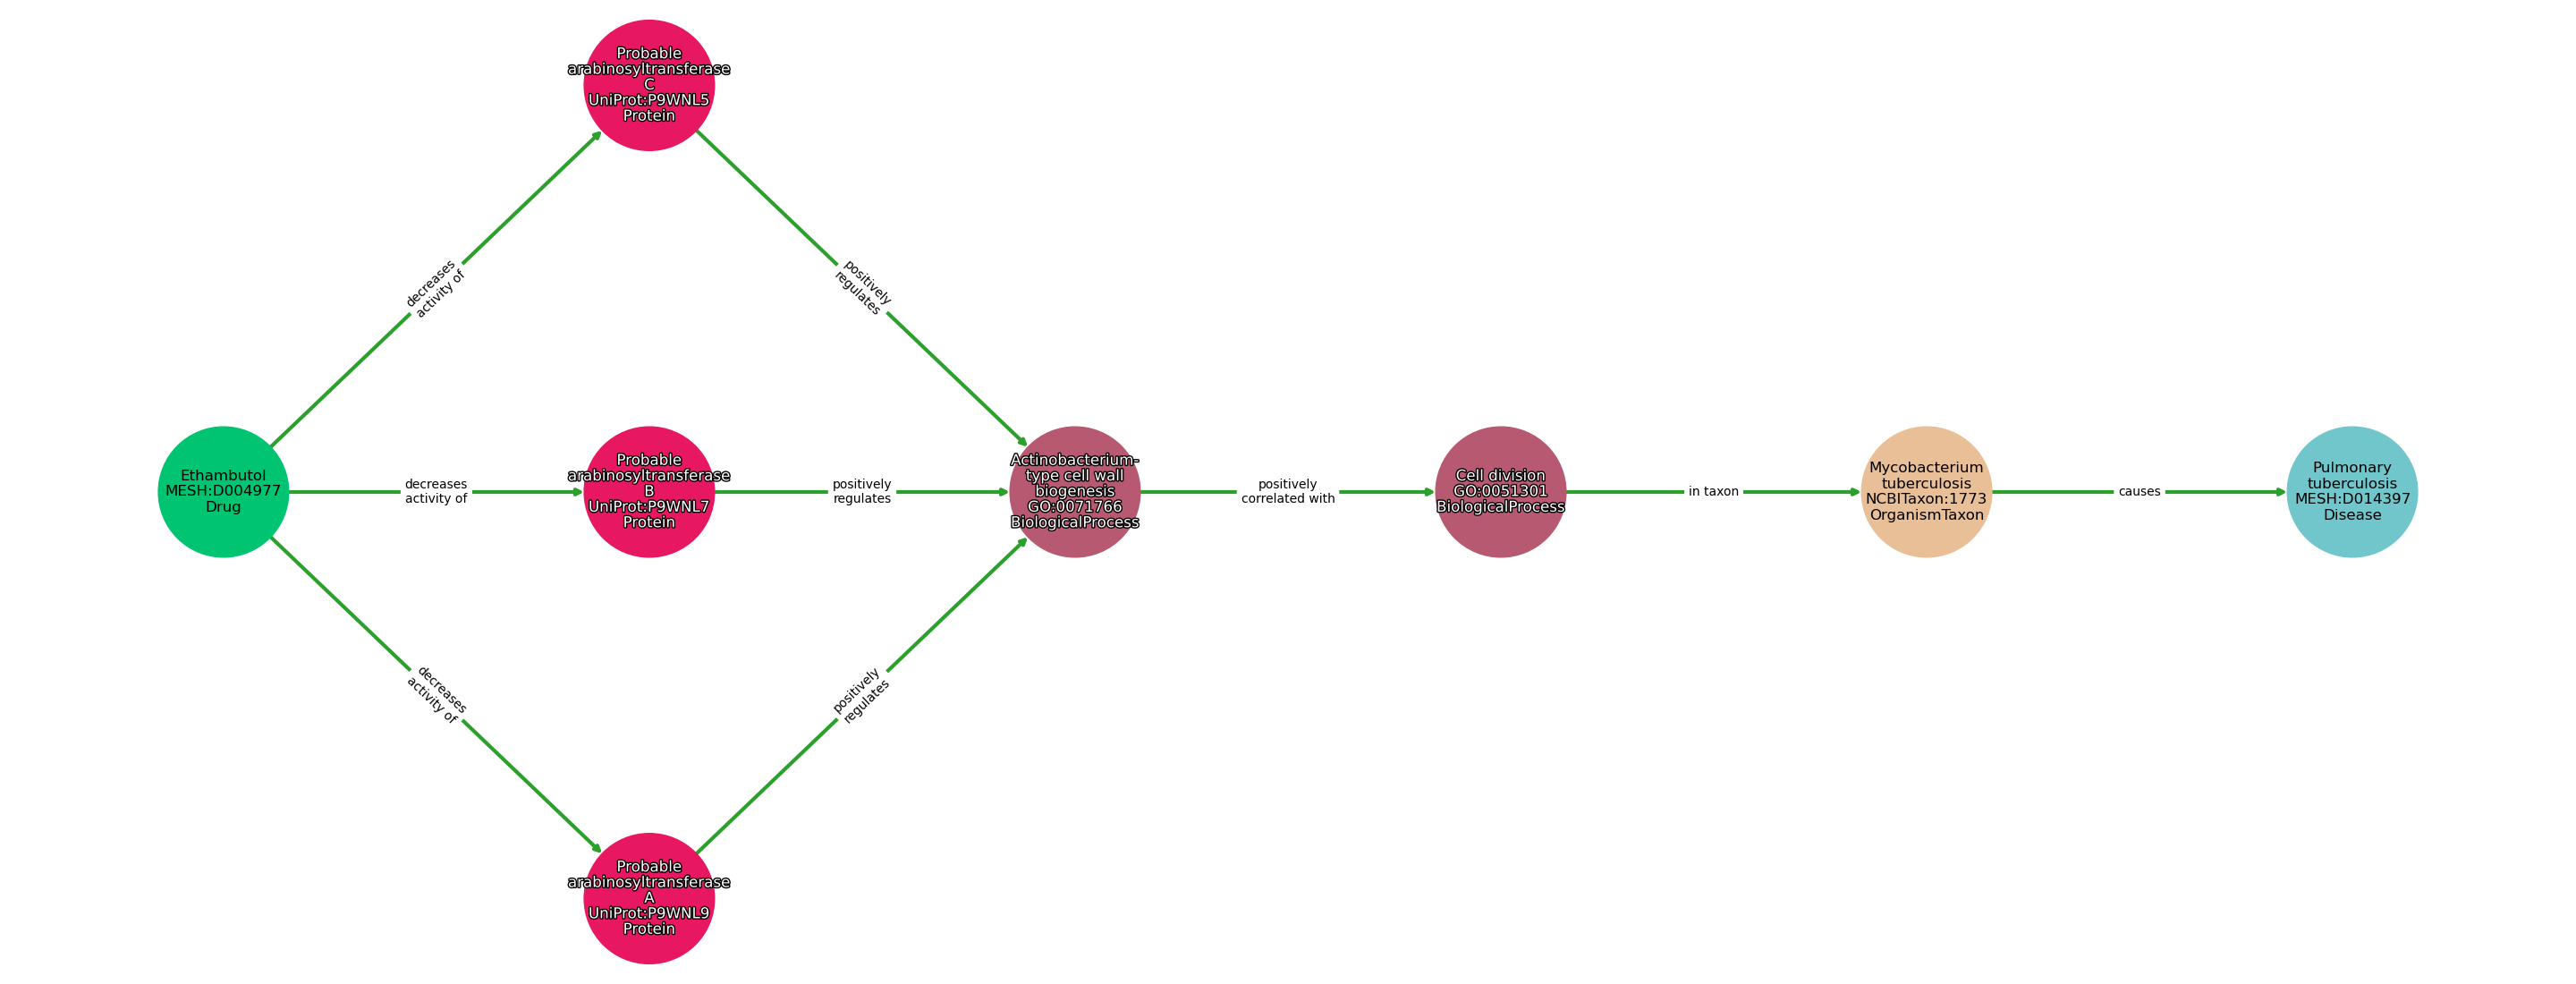 Probable
arabinosyltransferase
C
UniProt:P9WNL5
Protein
decreases
activity of
positively
regulates
Ethambutol
MESH:D004977
Drug
decreases
activity of
Probable
arabinosyltransferase
B
UniProt:P9WNL7
Protein
positively
regulates
Actinobacterium-
type cell wall
biogenesis
GO:0071766
BiologicalProcess
positively
correlated with
Cell division
GO:0051301
BiologicalProcess
in taxon
Mycobacterium
tuberculosis
NCBITaxon:1773
OrganismTaxon
causes
Pulmonary
tuberculosis
MESH:D014397
Disease
decreases
activity of
positively
regulates
Probable
arabinosyltransferase
A
UniProt:P9WNL9
Protein